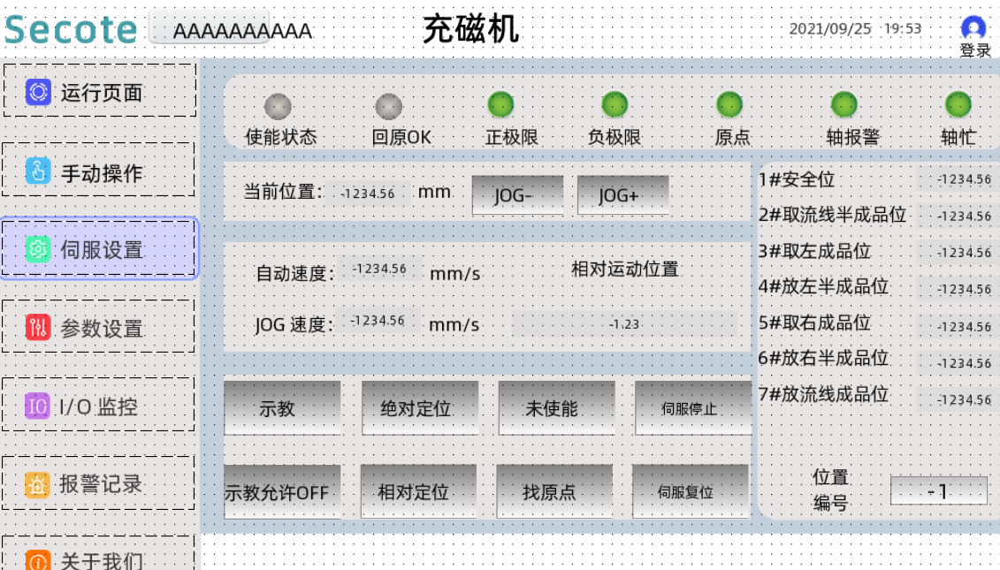 Secote
AAAAAAAAAA
充磁机
2021/09/25 19:53
登录
运行页面
手动操作
伺服设置
参数设置
IO I/O 监控
报警记录
关于我们
使能状态 回原OK 正极限 负极限 原点 轴报警 轴忙
当前位置: -1234.56 mm JOG- JOG+
自动速度: -1234.56 mm/s 相对运动位置
JOG 速度: -1234.56 mm/s -1.23
示教 绝对定位 未使能 伺服停止
示教允许OFF 相对定位 找原点 伺服复位
1#安全位 -1234.56
2#取流线半成品位 -1234.56
3#取左成品位 -1234.56
4#放左半成品位 -1234.56
5#取右成品位 -1234.56
6#放右半成品位 -1234.56
7#放流线成品位 -1234.56
位置
编号
-1